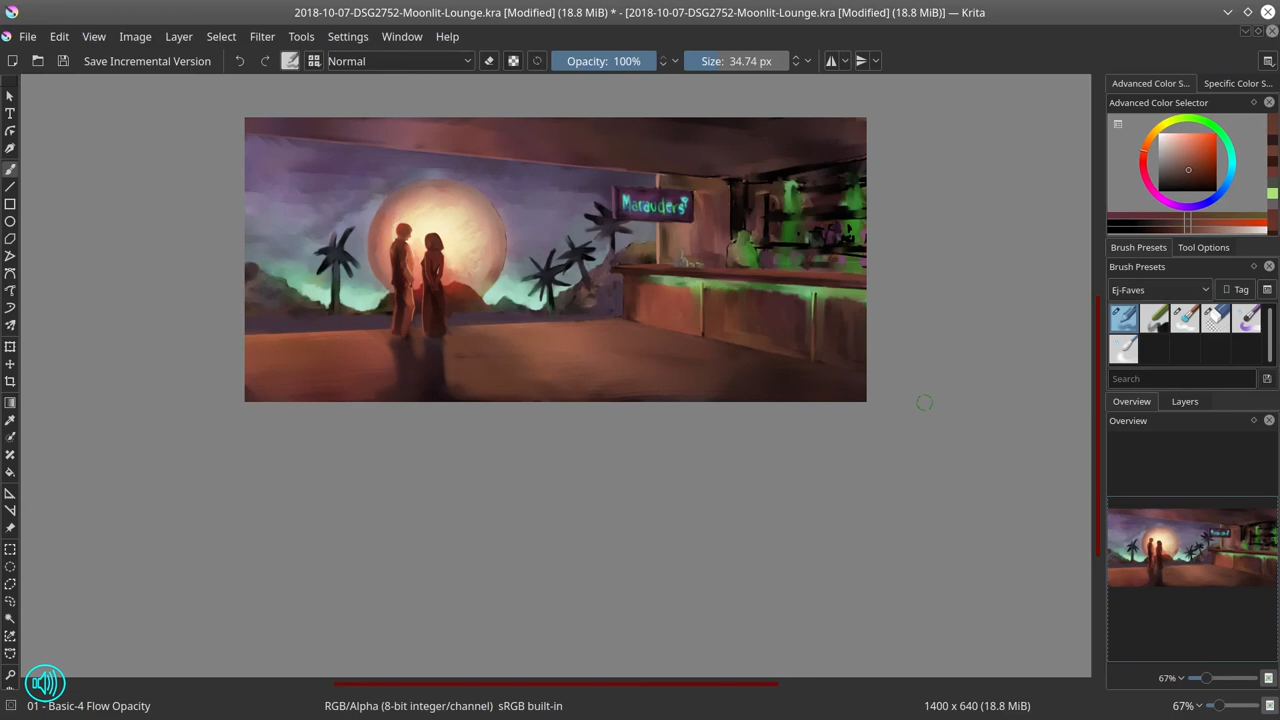 2018-10-07-DSG2752-Moonlit-Lounge.kra [Modified] (18.8 MiB) * - [2018-10-07-DSG2752-Moonlit-Lounge.kra [Modified] (18.8 MiB)] — Krita
File Edit View Image Layer Select Filter Tools Settings Window Help
Save Incremental Version Normal Opacity: 100% Size: 34.74 px
Advanced Color S... Specific Color S...
Advanced Color Selector
Marauders
Brush Presets Tool Options
Brush Presets
Ej-Faves Tag
Search
Overview Layers
Overview
67%
01 - Basic-4 Flow Opacity RGB/Alpha (8-bit integer/channel) sRGB built-in 1400 x 640 (18.8 MiB) 67%